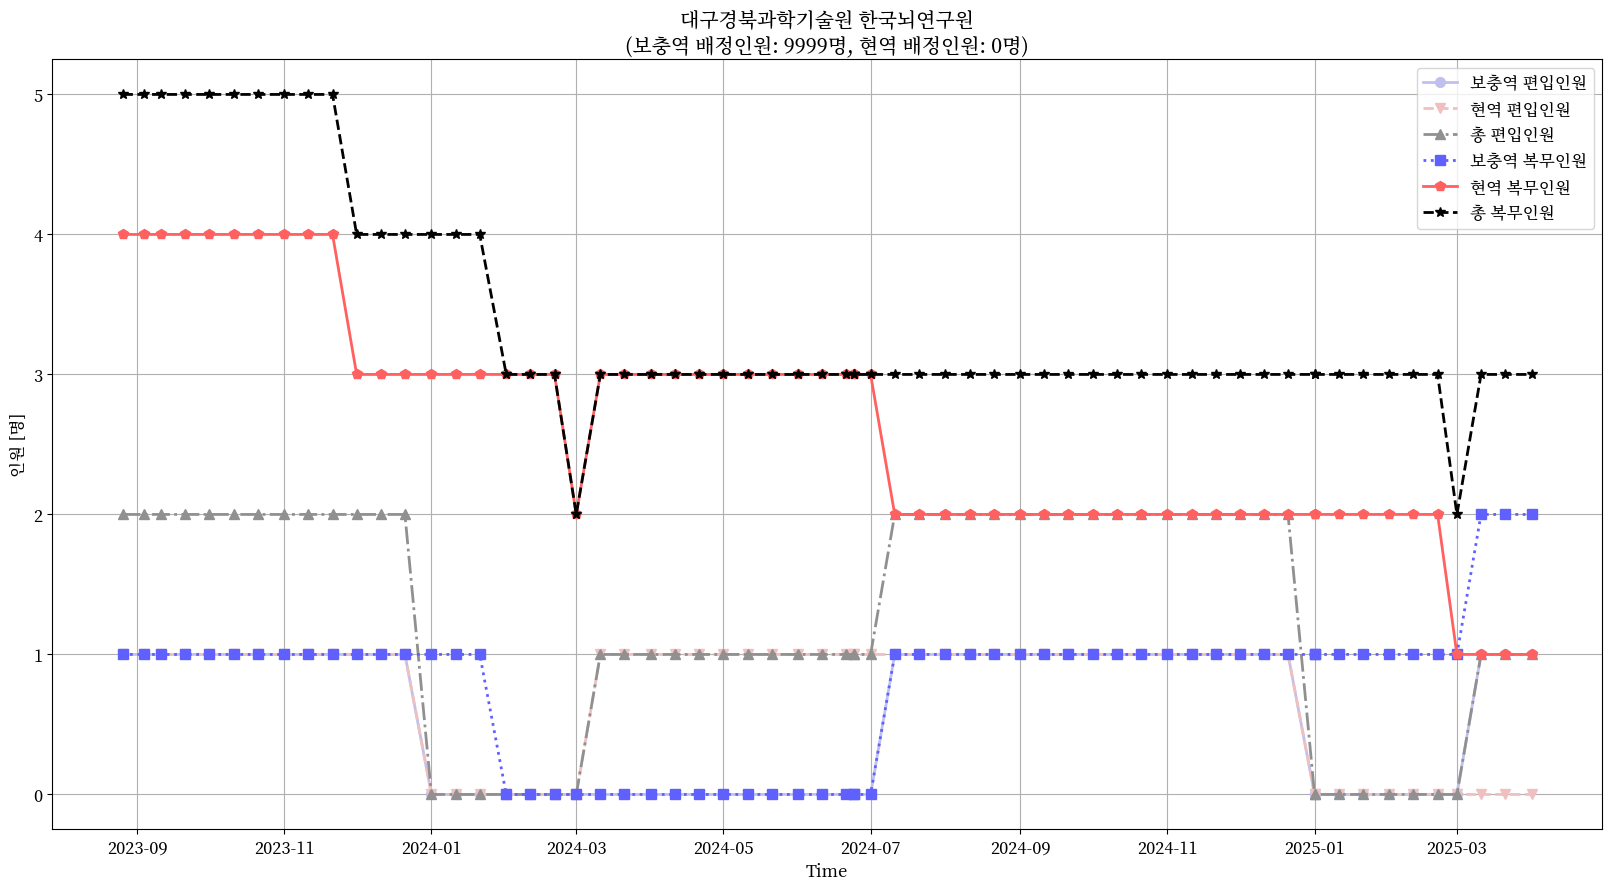 대구경북과학기술원 한국뇌연구원
(보충역 배정인원: 9999명, 현역 배정인원: 0명)
보충역 편입인원
현역 편입인원
총 편입인원
보충역 복무인원
현역 복무인원
총 복무인원
인원 [명]
5
4
3
2
1
0
2023-09
2023-11
2024-01
2024-03
2024-05
2024-07
2024-09
2024-11
2025-01
2025-03
Time